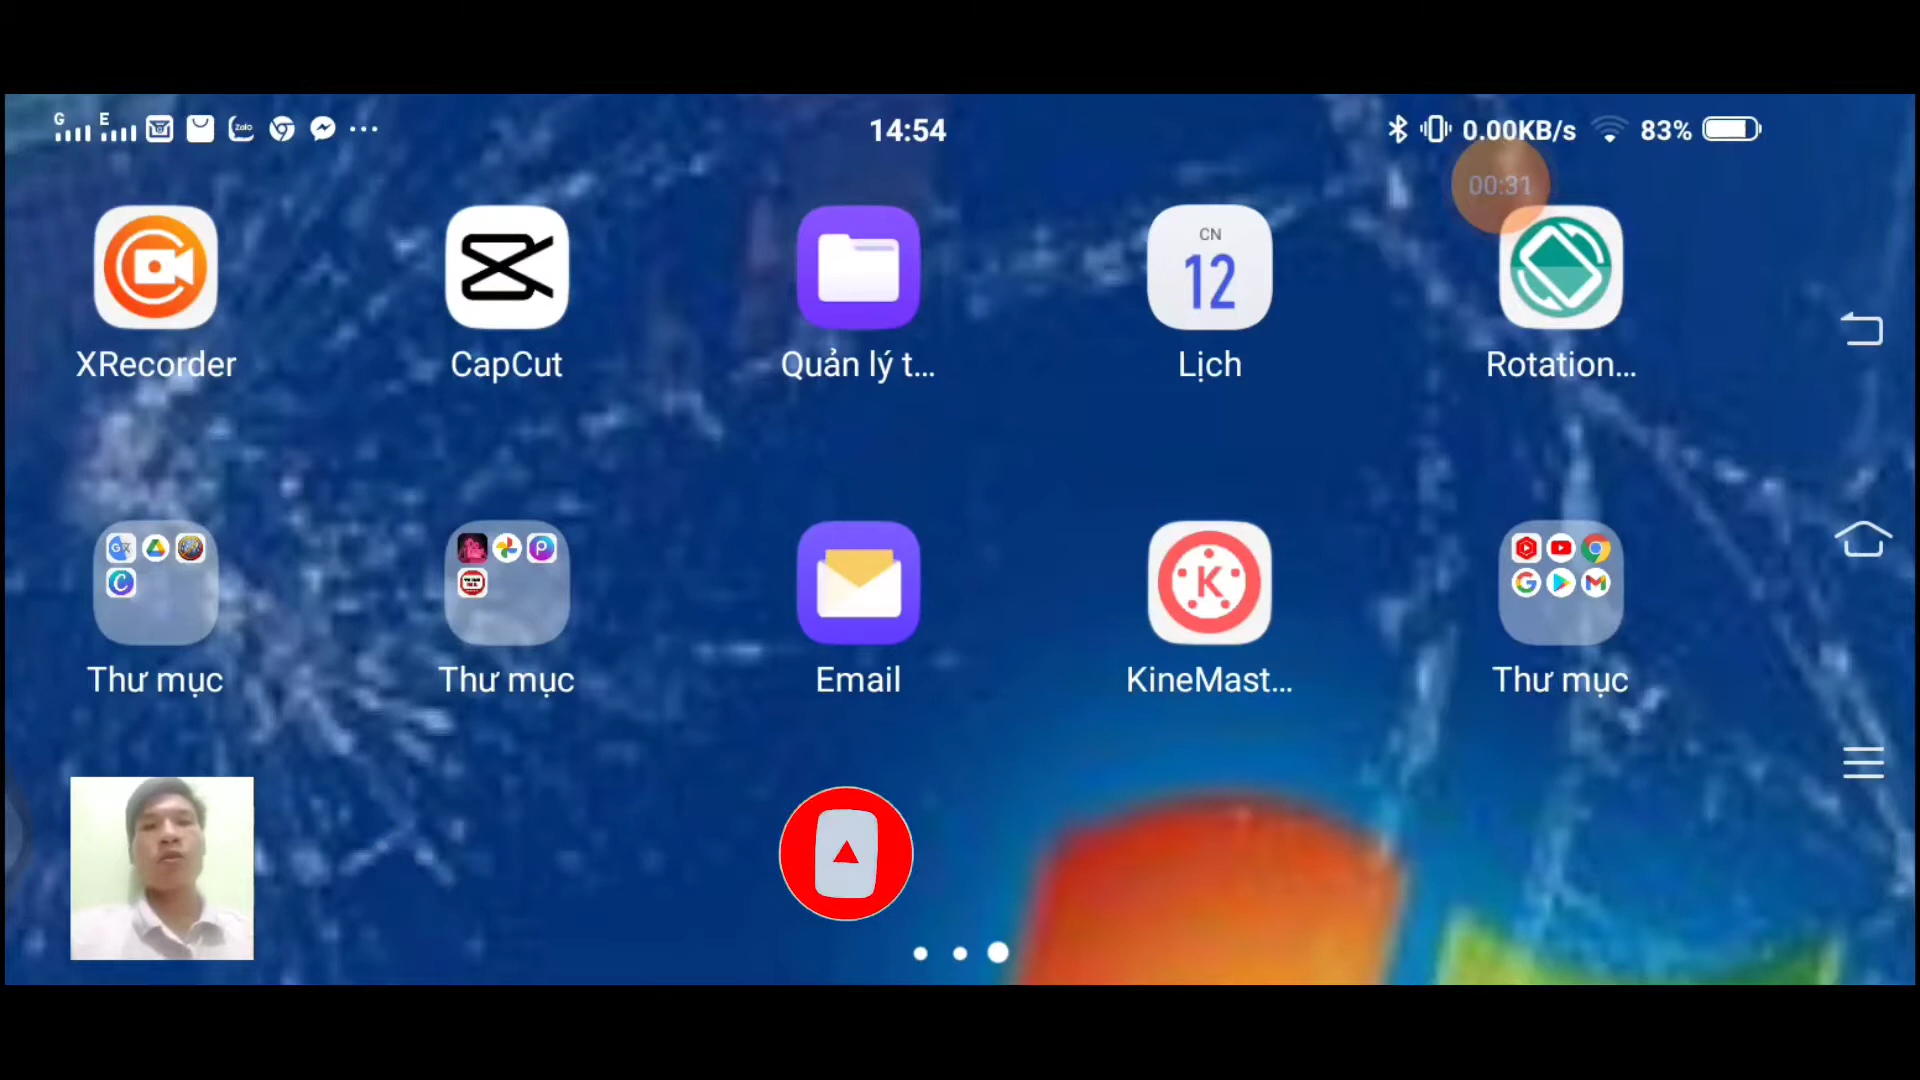 G E Zalo 14:54 0.00KB/s 83%
00:31
CN
12
XRecorder CapCut Quản lý t... Lịch Rotation...
K
Thư mục Thư mục Email KineMast... Thư mục